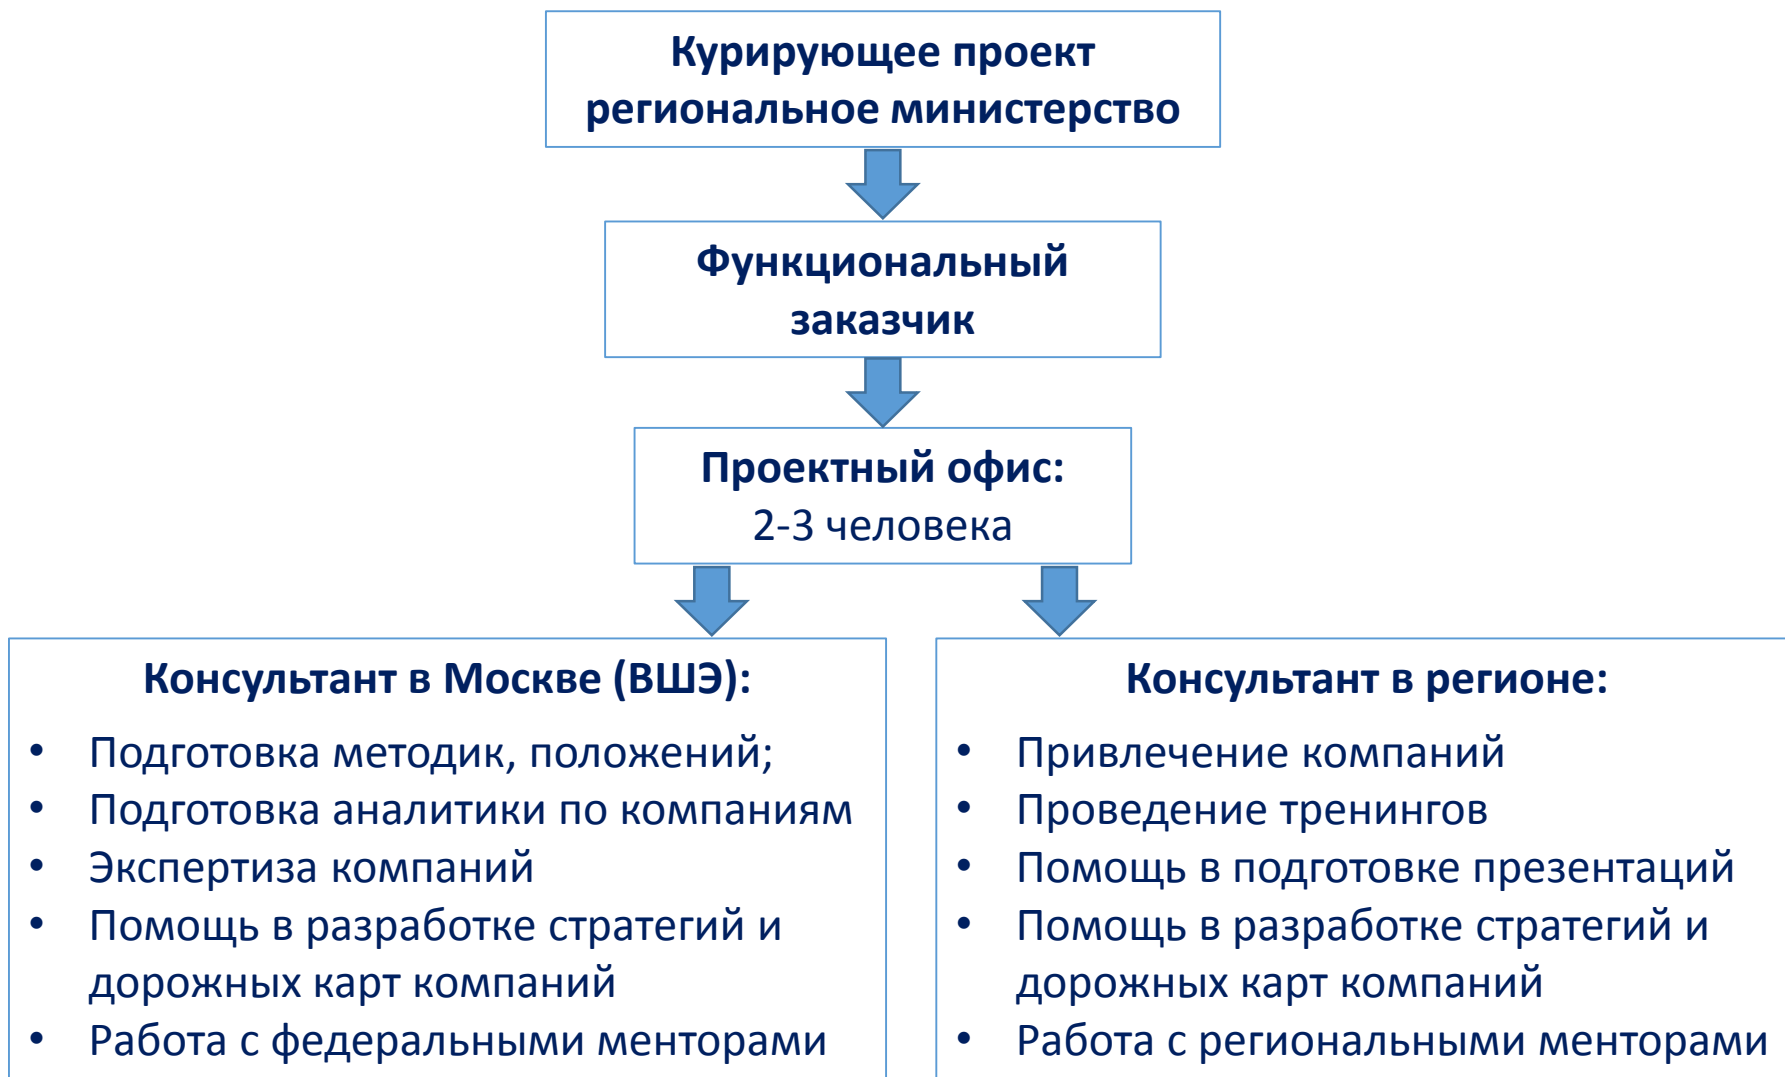 Курирующее проект
региональное министерство
Функциональный
заказчик
Проектный офис:
2-3 человека
Консультант в Москве (ВШЭ):
• Подготовка методик, положений;
• Подготовка аналитики по компаниям
• Экспертиза компаний
• Помощь в разработке стратегий и
дорожных карт компаний
• Работа с федеральными менторами
Консультант в регионе:
• Привлечение компаний
• Проведение тренингов
• Помощь в подготовке презентаций
• Помощь в разработке стратегий и
дорожных карт компаний
• Работа с региональными менторами